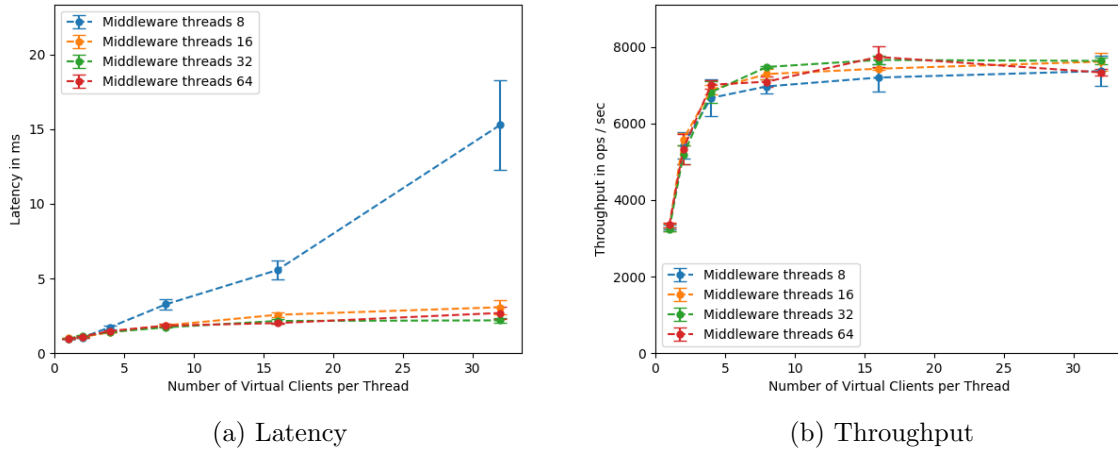 Middleware threads 8
Middleware threads 16
Middleware threads 32
Middleware threads 64
Latency in ms
20
15
10
5
0
0 5 10 15 20 25 30
Number of Virtual Clients per Thread
(a) Latency
Throughput in ops / sec
8000
6000
4000
2000
0
Middleware threads 8
Middleware threads 16
Middleware threads 32
Middleware threads 64
0 5 10 15 20 25 30
Number of Virtual Clients per Thread
(b) Throughput